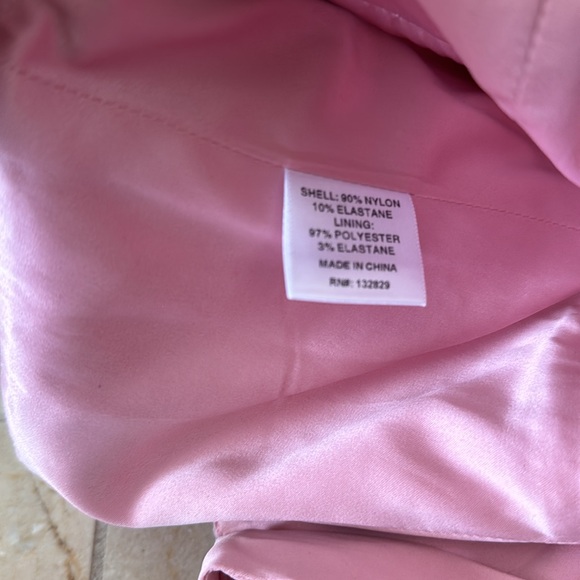 SHELL: 90% NYLON
10% ELASTANE
LINING:
97% POLYESTER
3% ELASTANE
MADE IN CHINA
RN#: 132829